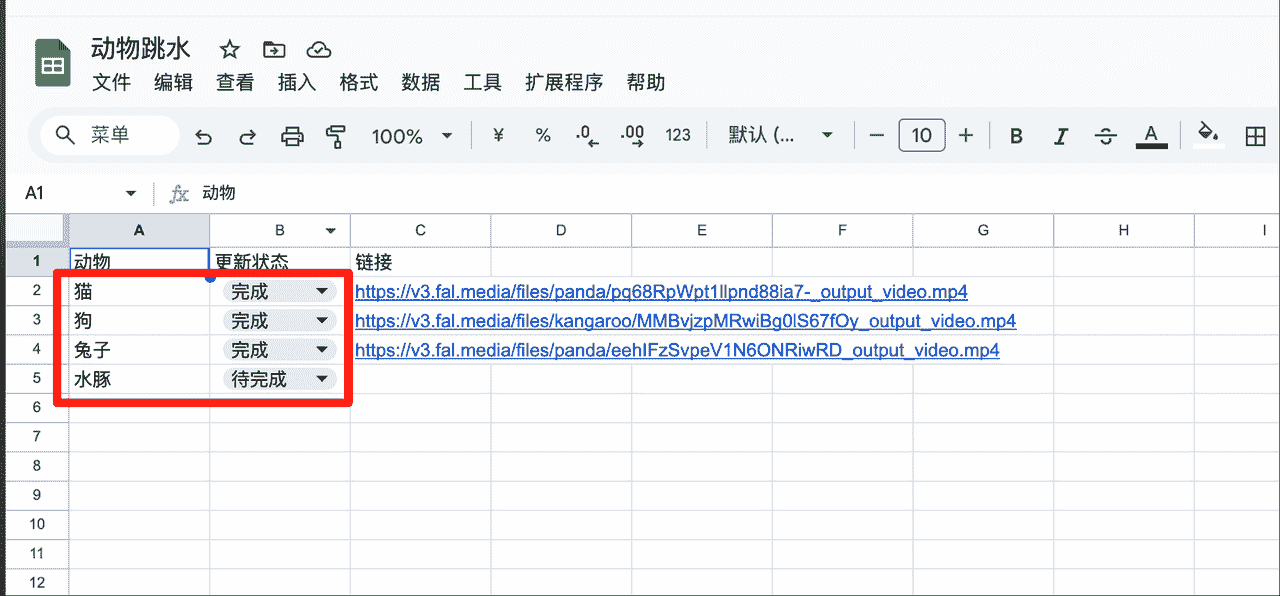 动物跳水
文件 编辑 查看 插入 格式 数据 工具 扩展程序 帮助
菜单 100% ¥ % .0 .00 123 默认 (... 10 B I S A
A1 fx 动物
A B C D E F G H I
1 动物 更新状态 链接
2 猫 完成 https://v3.fal.media/files/panda/pq68RpWpt1llpnd88ia7-_output_video.mp4
3 狗 完成 https://v3.fal.media/files/kangaroo/MMBvjzpMRwiBg0lS67fOy_output_video.mp4
4 兔子 完成 https://v3.fal.media/files/panda/eehIFzSvpeV1N6ONRiwRD_output_video.mp4
5 水豚 待完成
6
7
8
9
10
11
12